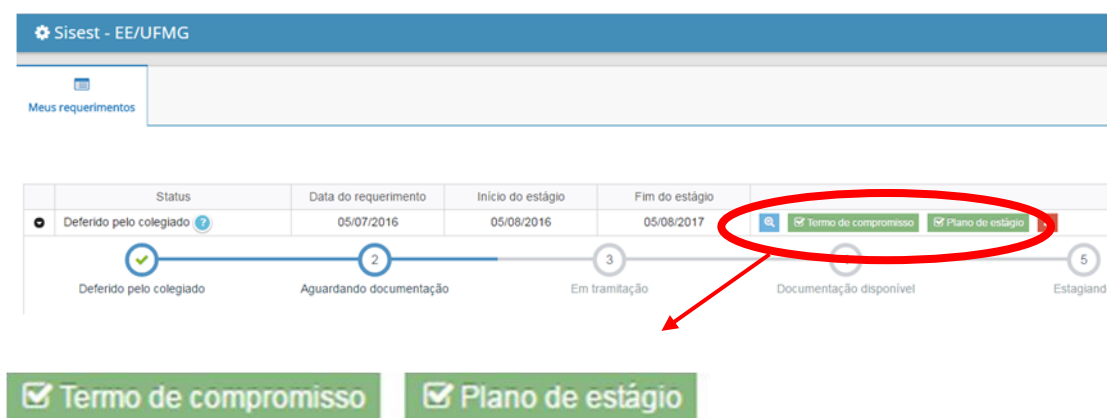 Sisest - EE/UFMG
Meus requerimentos
Status Data do requerimento Início do estágio Fim do estágio
Deferido pelo colegiado ? 05/07/2016 05/08/2016 05/08/2017 Termo de compromisso Plano de estágio
2 3 5
Deferido pelo colegiado Aguardando documentação Em tramitação Documentação disponível Estagiand
Termo de compromisso Plano de estágio